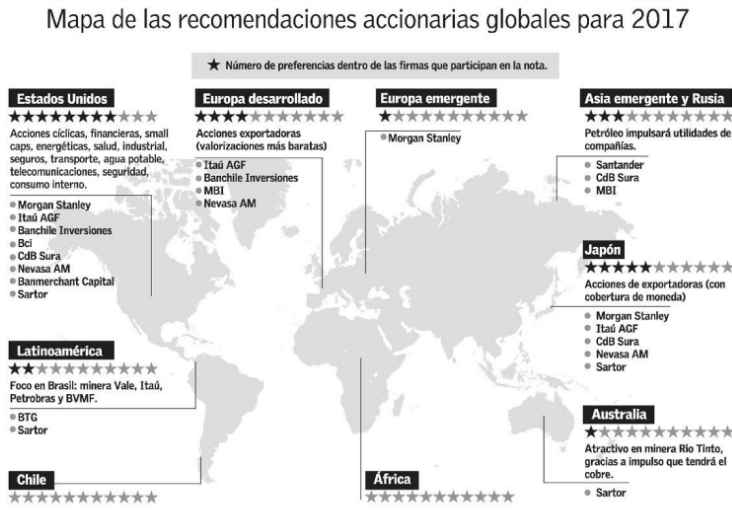 Mapa de las recomendaciones accionarias globales para 2017
★ Número de preferencias dentro de las firmas que participan en la nota.
Estados Unidos
Acciones cíclicas, financieras, small
caps, energéticas, salud, industrial,
seguros, transporte, agua potable,
telecomunicaciones, seguridad,
consumo interno.
Morgan Stanley
Itaú AGF
Banchile Inversiones
Bci
CdB Sura
Nevasa AM
Banmerchant Capital
Sartor
Europa desarrollado
Acciones exportadoras
(valorizaciones más baratas)
Itaú AGF
Banchile Inversiones
MBI
Nevasa AM
Europa emergente
Morgan Stanley
Asia emergente y Rusia
Petróleo impulsará utilidades de
compañías.
Santander
CdB Sura
MBI
Japón
Acciones de exportadoras (con
cobertura de moneda)
Morgan Stanley
Itaú AGF
CdB Sura
Nevasa AM
Sartor
Latinoamérica
Foco en Brasil: minera Vale, Itaú,
Petrobras y BVMF.
BTG
Sartor
Australia
Atractivo en minera Rio Tinto,
gracias a impulso que tendrá el
cobre.
Sartor
Chile
África